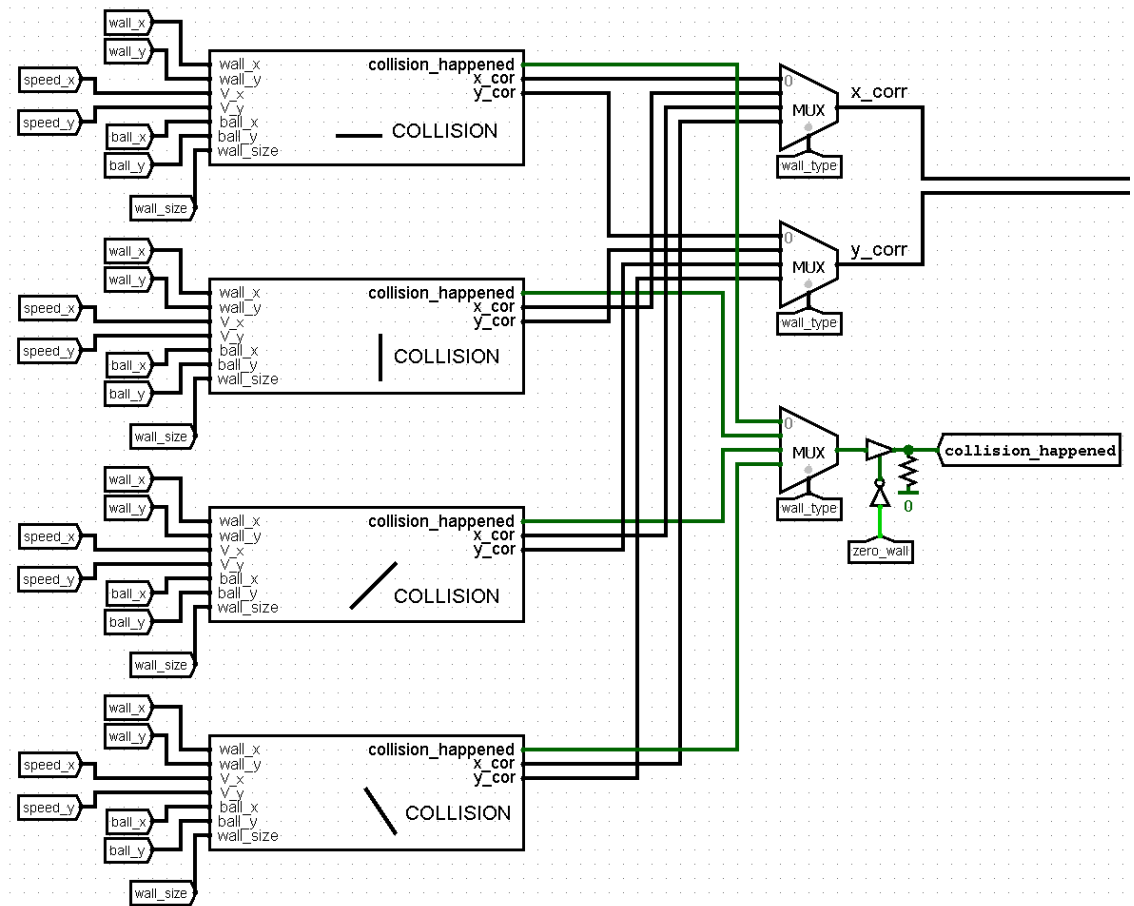 wall_x
wall_y
speed_x
speed_y
ball_x
ball_y
wall_size
wall_x
wall_y
V_x
V_y
ball_x
ball_y
wall_size
collision_happened
x_cor
y_cor
COLLISION
wall_x
wall_y
speed_x
speed_y
ball_x
ball_y
wall_size
wall_x
wall_y
V_x
V_y
ball_x
ball_y
wall_size
collision_happened
x_cor
y_cor
COLLISION
wall_x
wall_y
speed_x
speed_y
ball_x
ball_y
wall_size
wall_x
wall_y
V_x
V_y
ball_x
ball_y
wall_size
collision_happened
x_cor
y_cor
COLLISION
wall_x
wall_y
speed_x
speed_y
ball_x
ball_y
wall_size
wall_x
wall_y
V_x
V_y
ball_x
ball_y
wall_size
collision_happened
x_cor
y_cor
COLLISION
0
MUX
wall_type
x_corr
0
MUX
wall_type
y_corr
0
MUX
wall_type
0
zero_wall
collision_happened